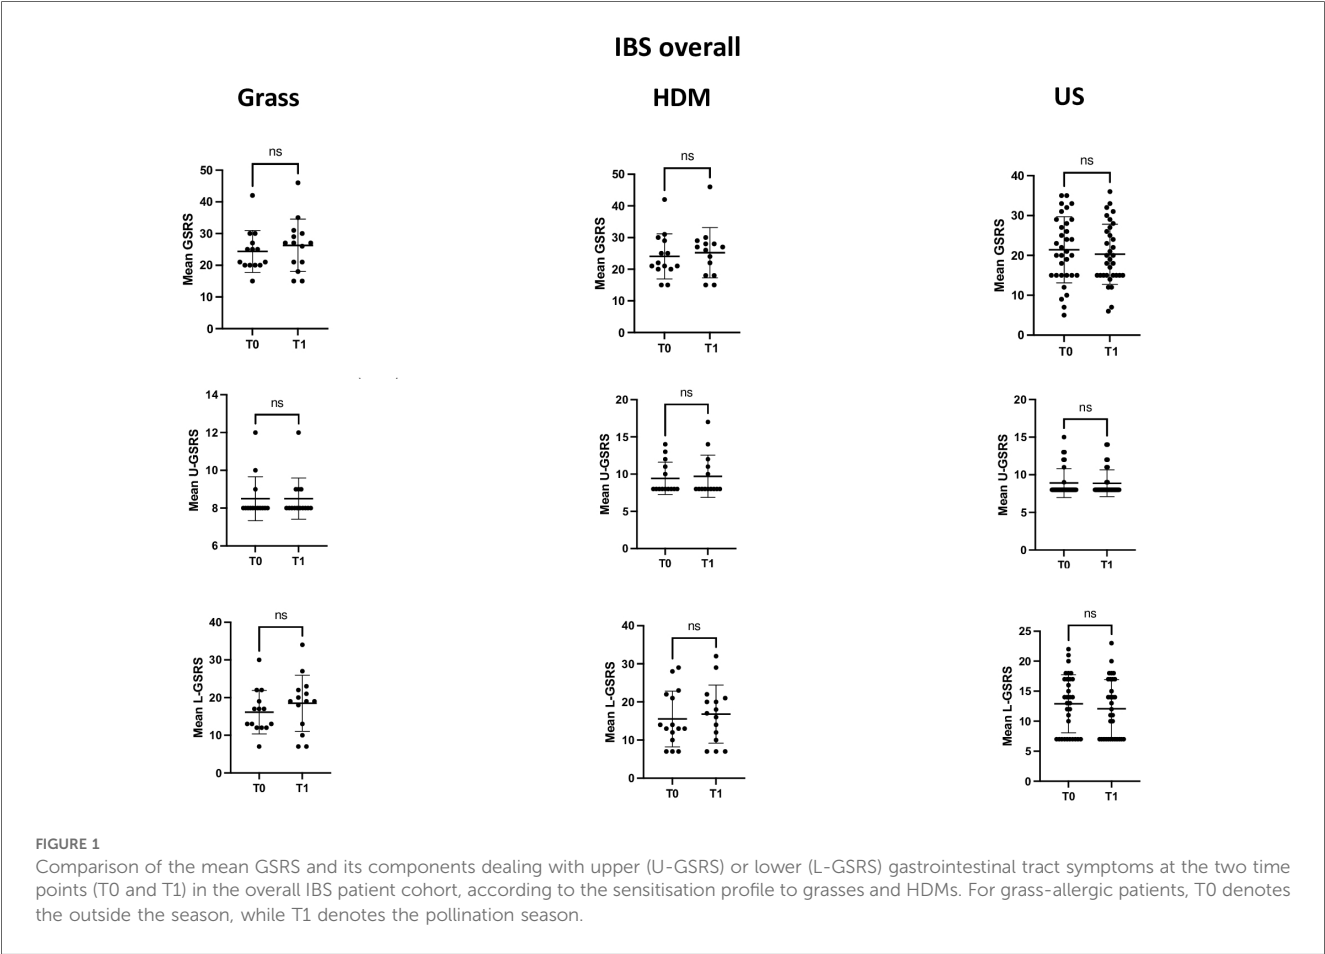 IBS overall
Grass
HDM
US
ns
50
40
30
20
10
0
Mean GSRS
T0 T1
ns
50
40
30
20
10
0
Mean GSRS
T0 T1
ns
40
30
20
10
0
Mean GSRS
T0 T1
ns
14
12
10
8
6
Mean U-GSRS
T0 T1
ns
20
15
10
5
0
Mean U-GSRS
T0 T1
ns
20
15
10
5
0
Mean U-GSRS
T0 T1
ns
40
30
20
10
0
Mean L-GSRS
T0 T1
ns
40
30
20
10
0
Mean L-GSRS
T0 T1
ns
25
20
15
10
5
0
Mean L-GSRS
T0 T1
FIGURE 1
Comparison of the mean GSRS and its components dealing with upper (U-GSRS) or lower (L-GSRS) gastrointestinal tract symptoms at the two time
points (T0 and T1) in the overall IBS patient cohort, according to the sensitisation profile to grasses and HDMs. For grass-allergic patients, T0 denotes
the outside the season, while T1 denotes the pollination season.